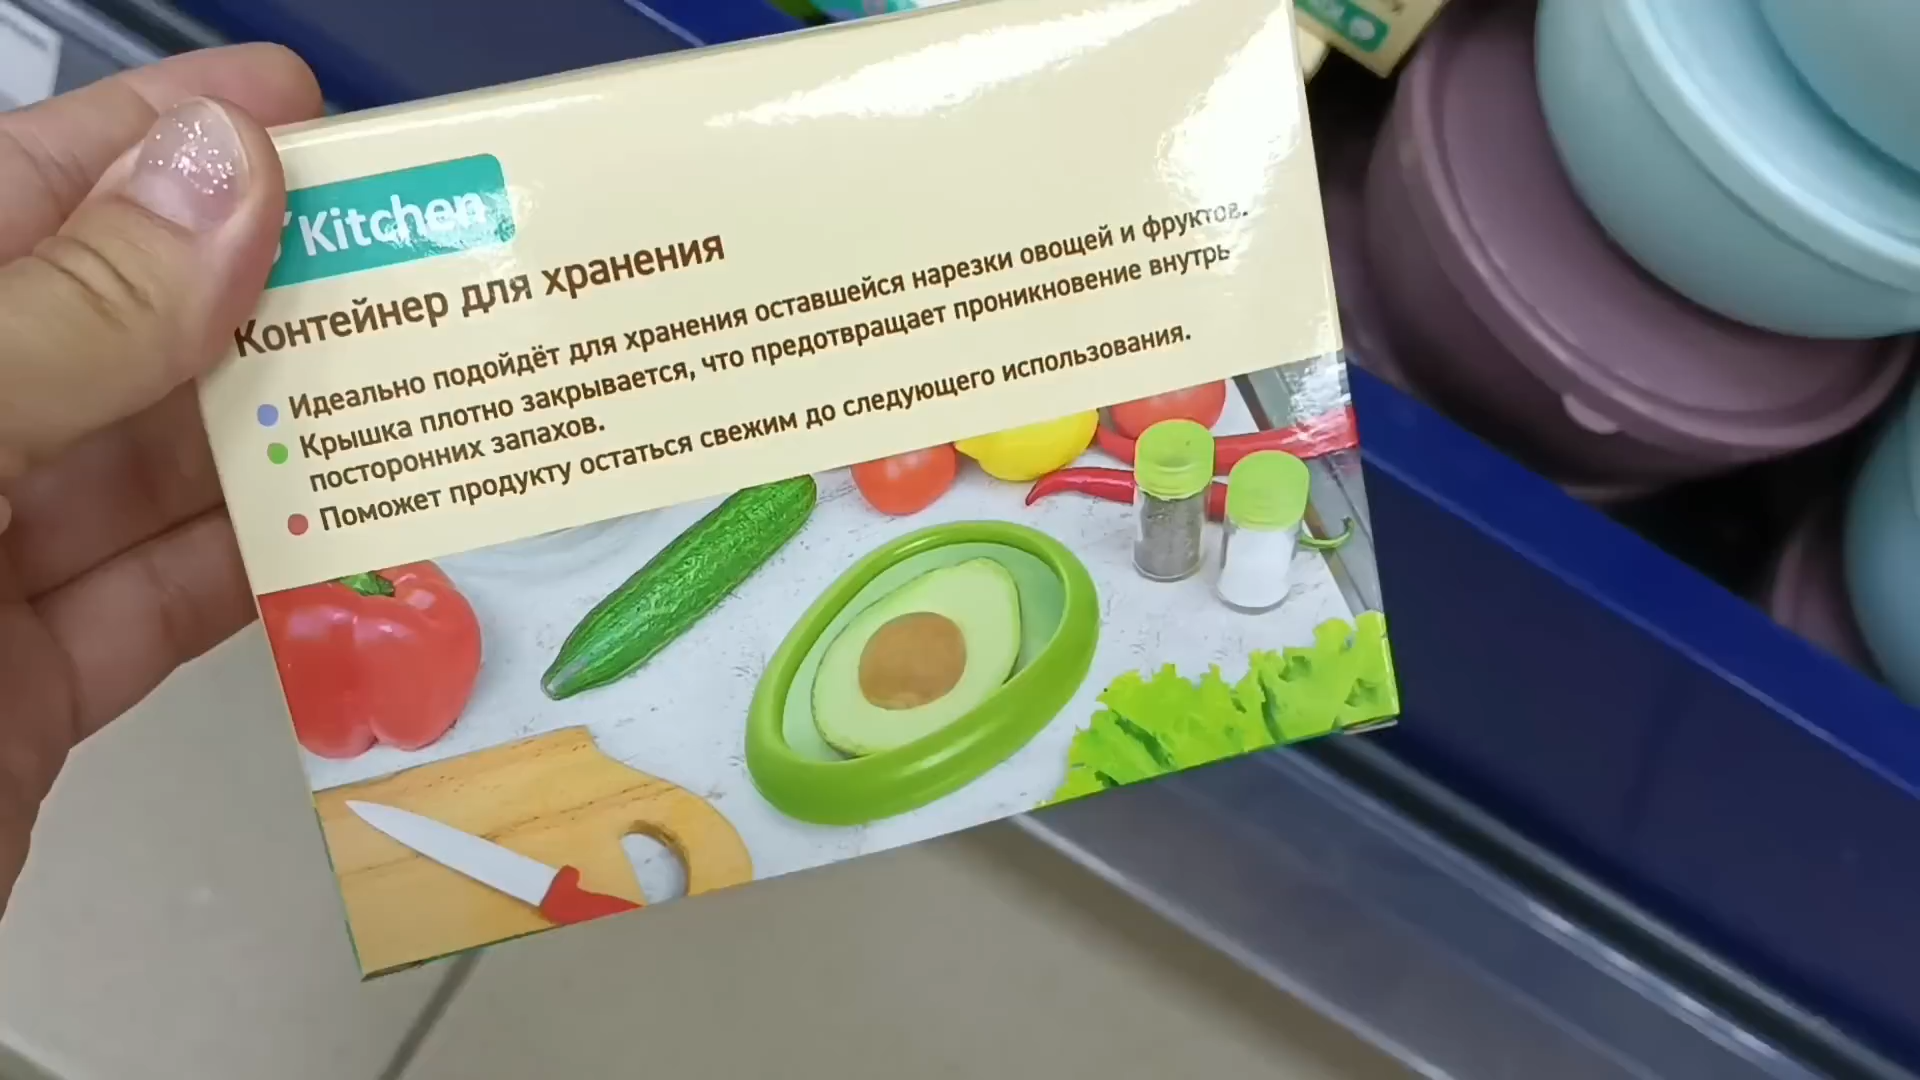 Kitchen
Контейнер для хранения
Идеально подойдёт для хранения оставшейся нарезки овощей и фруктов.
Крышка плотно закрывается, что предотвращает проникновение внутрь
посторонних запахов.
Поможет продукту остаться свежим до следующего использования.